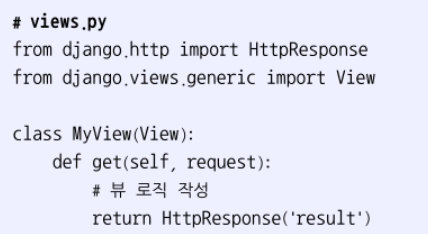 # views.py
from django.http import HttpResponse
from django.views.generic import View

class MyView(View):
    def get(self, request):
        # 뷰 로직 작성
        return HttpResponse('result')